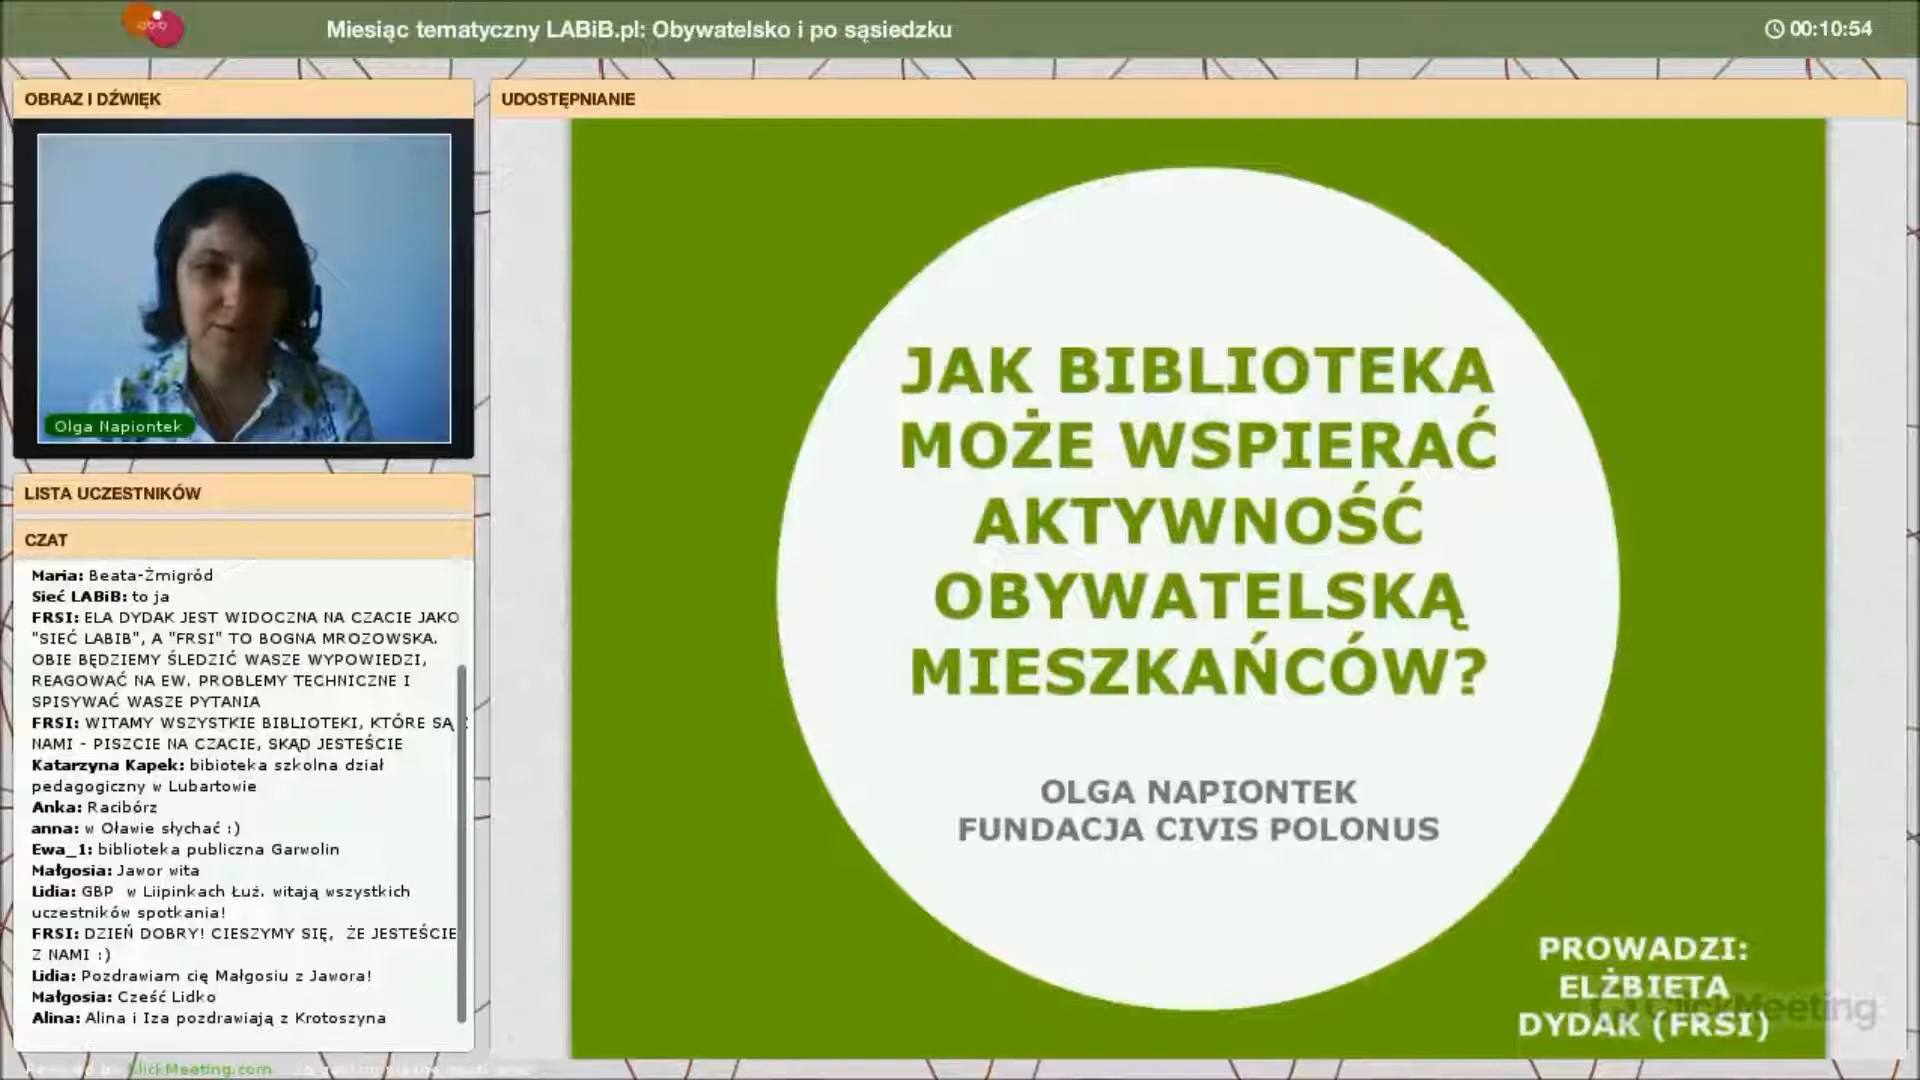 Miesiąc tematyczny LABiB.pl: Obywatelsko i po sąsiedzku
00:10:54
OBRAZ I DŹWIĘK
Olga Napiontek
LISTA UCZESTNIKÓW
CZAT
Maria: Beata-Żmigród
Sieć LABiB: to ja
FRSI: ELA DYDAK JEST WIDOCZNA NA CZACIE JAKO
"SIEĆ LABIB", A "FRSI" TO BOGNA MROZOWSKA.
OBIE BĘDZIEMY ŚLEDZIĆ WASZE WYPOWIEDZI,
REAGOWAĆ NA EW. PROBLEMY TECHNICZNE I
SPISYWAĆ WASZE PYTANIA
FRSI: WITAMY WSZYSTKIE BIBLIOTEKI, KTÓRE SĄ Z
NAMI - PISZCIE NA CZACIE, SKĄD JESTEŚCIE
Katarzyna Kapek: bibioteka szkolna dział
pedagogiczny w Lubartowie
Anka: Racibórz
anna: w Oławie słychać :)
Ewa_1: biblioteka publiczna Garwolin
Małgosia: Jawor wita
Lidia: GBP w Liipinkach Łuż. witają wszystkich
uczestników spotkania!
FRSI: DZIEŃ DOBRY! CIESZYMY SIĘ, ŻE JESTEŚCIE
Z NAMI :)
Lidia: Pozdrawiam cię Małgosiu z Jawora!
Małgosia: Cześć Lidko
Alina: Alina i Iza pozdrawiają z Krotoszyna
ClickMeeting.com
UDOSTĘPNIANIE
JAK BIBLIOTEKA
MOŻE WSPIERAĆ
AKTYWNOŚĆ
OBYWATELSKĄ
MIESZKAŃCÓW?
OLGA NAPIONTEK
FUNDACJA CIVIS POLONUS
PROWADZI:
ELŻBIETA
DYDAK (FRSI)
ClickMeeting